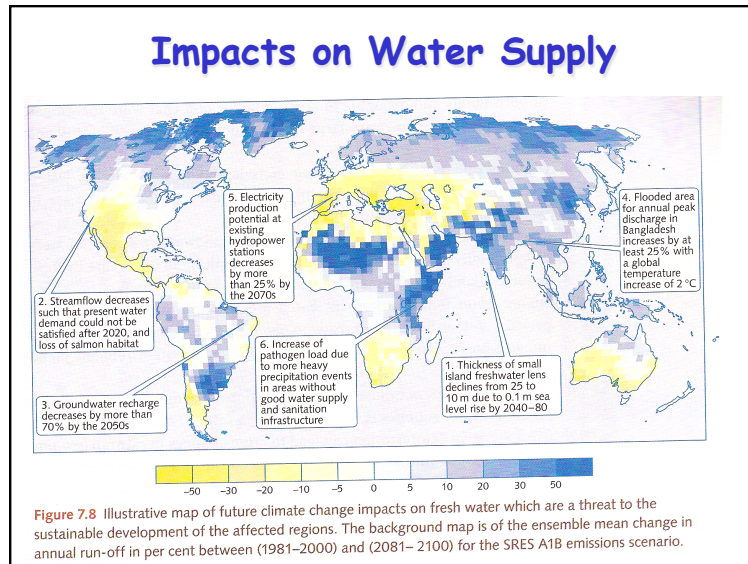 Impacts on Water Supply
5. Electricity
production
potential at
existing
hydropower
stations
decreases
by more
than 25% by
the 2070s
4. Flooded area
for annual peak
discharge in
Bangladesh
increases by at
least 25% with
a global
temperature
increase of 2 °C
2. Streamflow decreases
such that present water
demand could not be
satisfied after 2020, and
loss of salmon habitat
6. Increase of
pathogen load due
to more heavy
precipitation events
in areas without
good water supply
and sanitation
infrastructure
1. Thickness of small
island freshwater lens
declines from 25 to
10 m due to 0.1 m sea
level rise by 2040–80
3. Groundwater recharge
decreases by more than
70% by the 2050s
–50 –30 –20 –10 –5 0 5 10 20 30 50
Figure 7.8 Illustrative map of future climate change impacts on fresh water which are a threat to the
sustainable development of the affected regions. The background map is of the ensemble mean change in
annual run-off in per cent between (1981–2000) and (2081– 2100) for the SRES A1B emissions scenario.